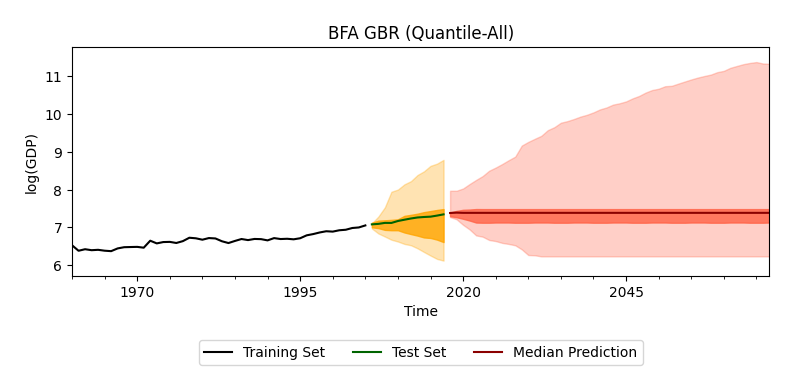 BFA GBR (Quantile-All)
11
10
9
8
7
6
log(GDP)
1970
1995
2020
2045
Time
Training Set
Test Set
Median Prediction